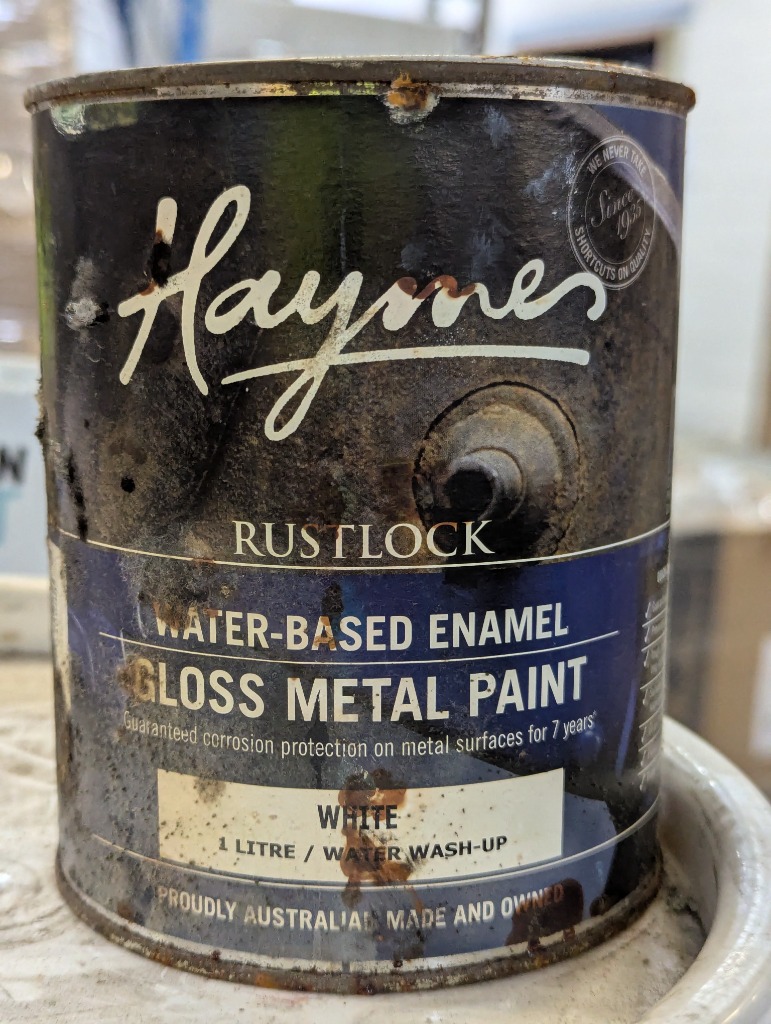 WE NEVER TAKE
Since
1935
SHORTCUTS ON QUALITY
Haymes
RUSTLOCK
WATER-BASED ENAMEL
GLOSS METAL PAINT
Guaranteed corrosion protection on metal surfaces for 7 years*
WHITE
1 LITRE / WATER WASH-UP
PROUDLY AUSTRALIAN MADE AND OWNED